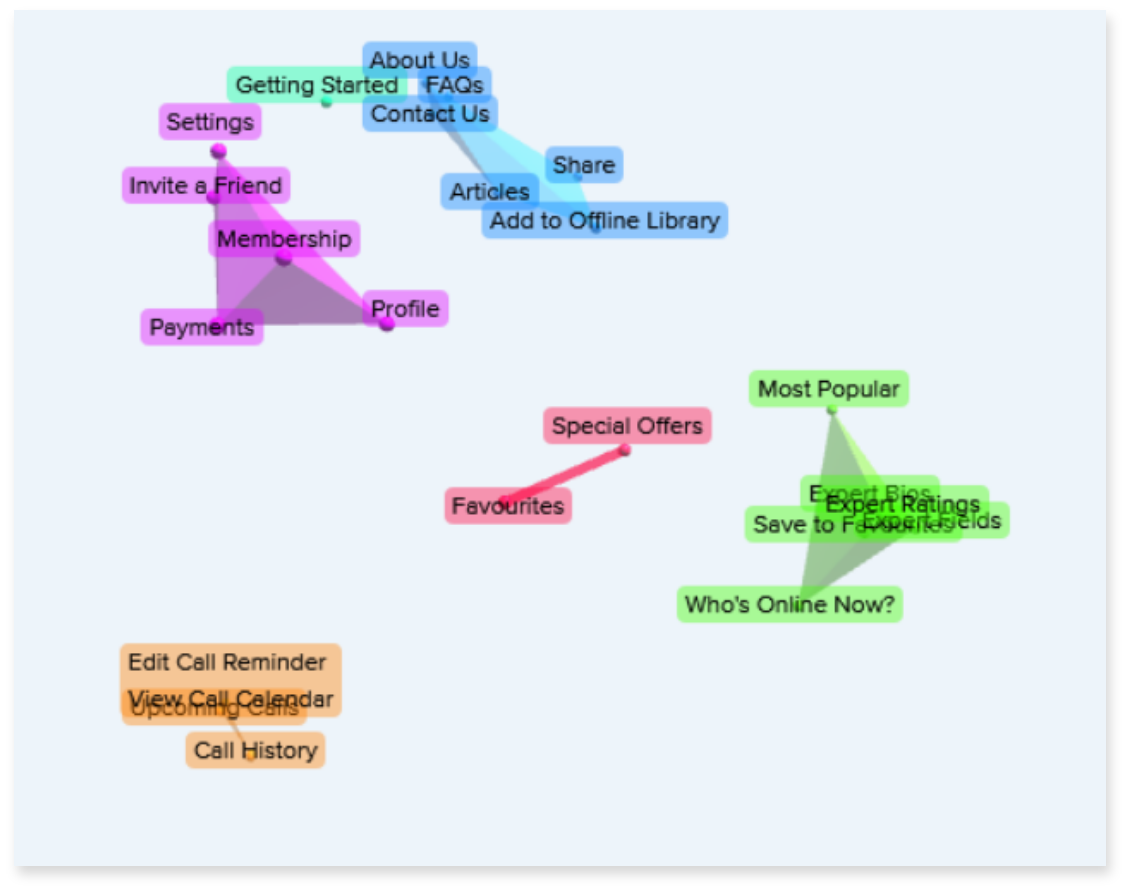 About Us
Getting Started
FAQs
Contact Us
Settings
Share
Invite a Friend
Articles
Add to Offline Library
Membership
Profile
Payments
Most Popular
Special Offers
Expert Bios
Expert Ratings
Favourites
Save to Favourites
Expert Fields
Who's Online Now?
Edit Call Reminder
View Call Calendar
Upcoming Calls
Call History